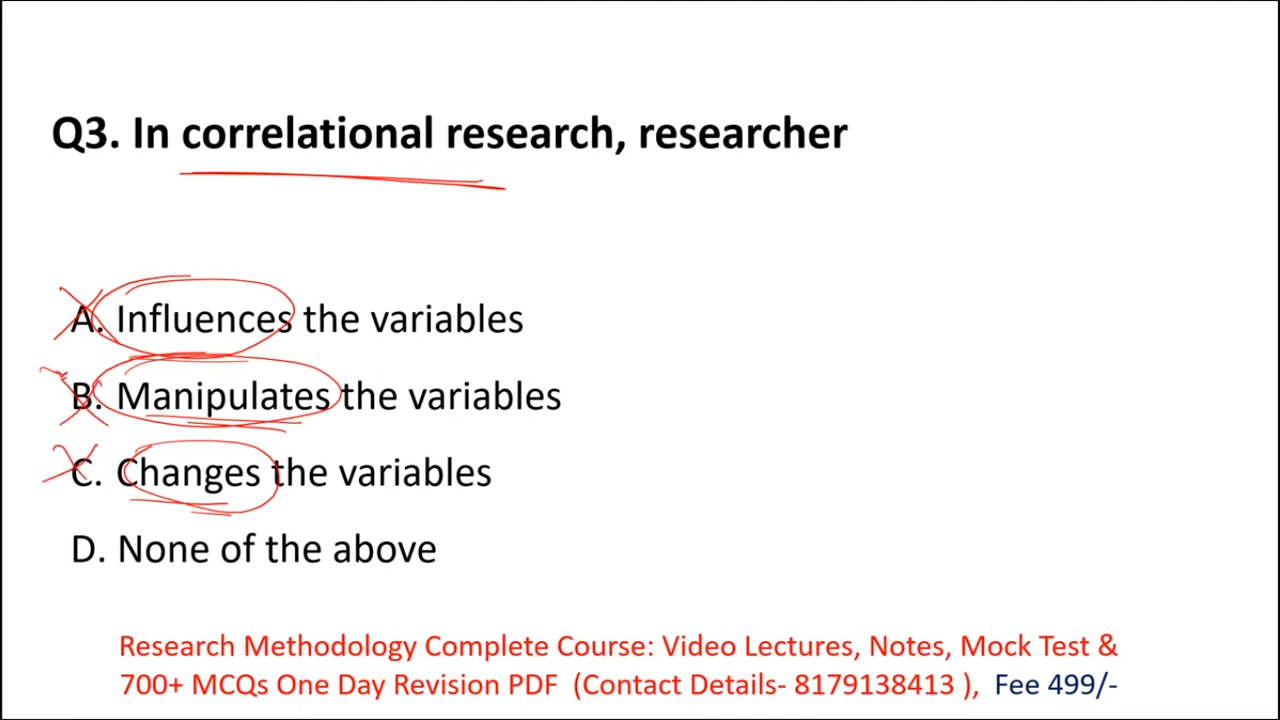 Q3. In correlational research, researcher
A. Influences the variables
B. Manipulates the variables
C. Changes the variables
D. None of the above
Research Methodology Complete Course: Video Lectures, Notes, Mock Test &
700+ MCQs One Day Revision PDF (Contact Details- 8179138413 ), Fee 499/-